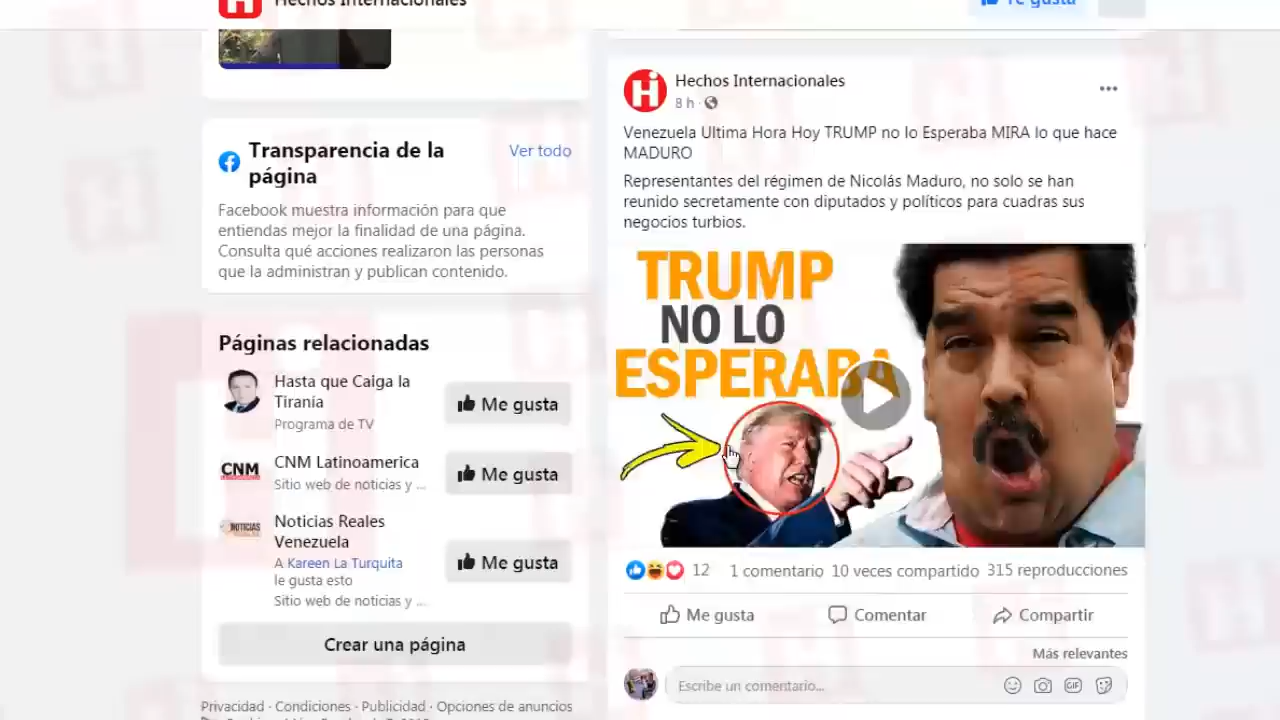 Hechos Internacionales
Te gusta
Transparencia de la
página
Ver todo
Facebook muestra información para que
entiendas mejor la finalidad de una página.
Consulta qué acciones realizaron las personas
que la administran y publican contenido.
Páginas relacionadas
Hasta que Caiga la
Tiranía
Programa de TV
Me gusta
CNM
CNM Latinoamerica
Sitio web de noticias y ...
Me gusta
NOTICIAS
Noticias Reales
Venezuela
A Kareen La Turquita
le gusta esto
Sitio web de noticias y ...
Me gusta
Crear una página
Privacidad · Condiciones · Publicidad · Opciones de anuncios
Hi
Hechos Internacionales
8 h ·
Venezuela Ultima Hora Hoy TRUMP no lo Esperaba MIRA lo que hace
MADURO
Representantes del régimen de Nicolás Maduro, no solo se han
reunido secretamente con diputados y políticos para cuadras sus
negocios turbios.
TRUMP
NO LO
ESPERABA
12
1 comentario 10 veces compartido 315 reproducciones
Me gusta
Comentar
Compartir
Más relevantes
Escribe un comentario...
GIF